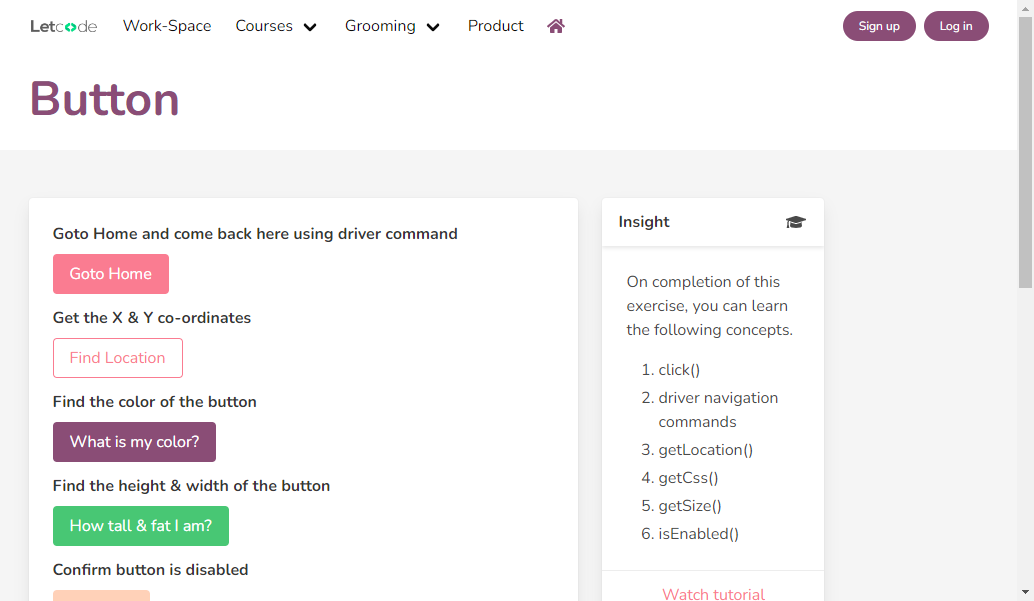 Letcode Work-Space Courses Grooming Product Sign up Log in
Button
Goto Home and come back here using driver command
Goto Home
Get the X & Y co-ordinates
Find Location
Find the color of the button
What is my color?
Find the height & width of the button
How tall & fat I am?
Confirm button is disabled
Insight
On completion of this
exercise, you can learn
the following concepts.
1. click()
2. driver navigation
commands
3. getLocation()
4. getCss()
5. getSize()
6. isEnabled()
Watch tutorial